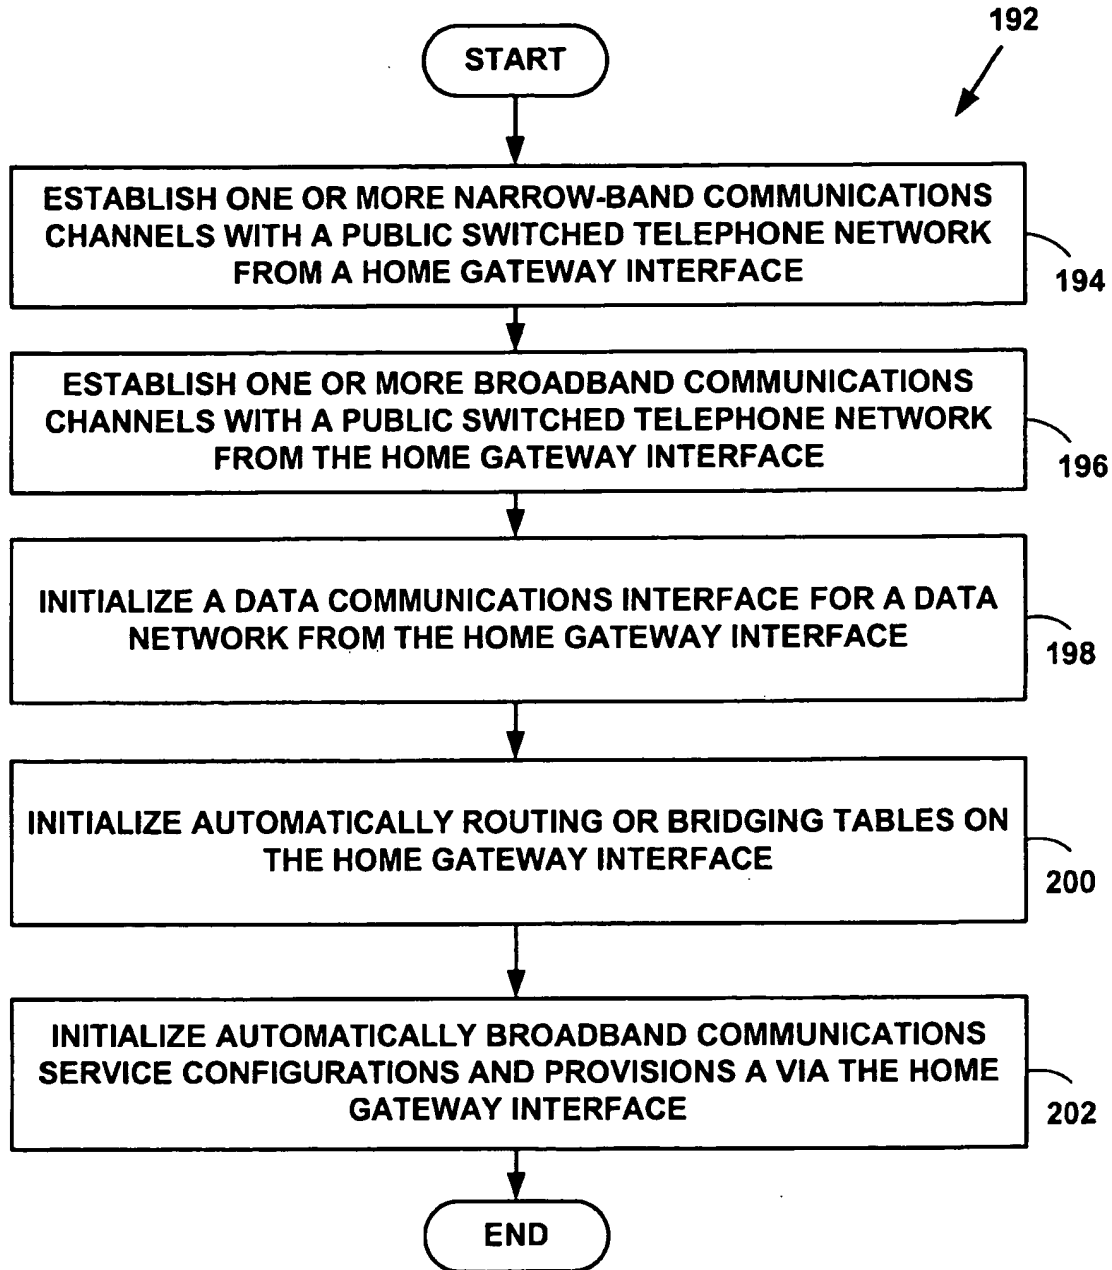 192
START
ESTABLISH ONE OR MORE NARROW-BAND COMMUNICATIONS
CHANNELS WITH A PUBLIC SWITCHED TELEPHONE NETWORK
FROM A HOME GATEWAY INTERFACE
194
ESTABLISH ONE OR MORE BROADBAND COMMUNICATIONS
CHANNELS WITH A PUBLIC SWITCHED TELEPHONE NETWORK
FROM THE HOME GATEWAY INTERFACE
196
INITIALIZE A DATA COMMUNICATIONS INTERFACE FOR A DATA
NETWORK FROM THE HOME GATEWAY INTERFACE
198
INITIALIZE AUTOMATICALLY ROUTING OR BRIDGING TABLES ON
THE HOME GATEWAY INTERFACE
200
INITIALIZE AUTOMATICALLY BROADBAND COMMUNICATIONS
SERVICE CONFIGURATIONS AND PROVISIONS A VIA THE HOME
GATEWAY INTERFACE
202
END